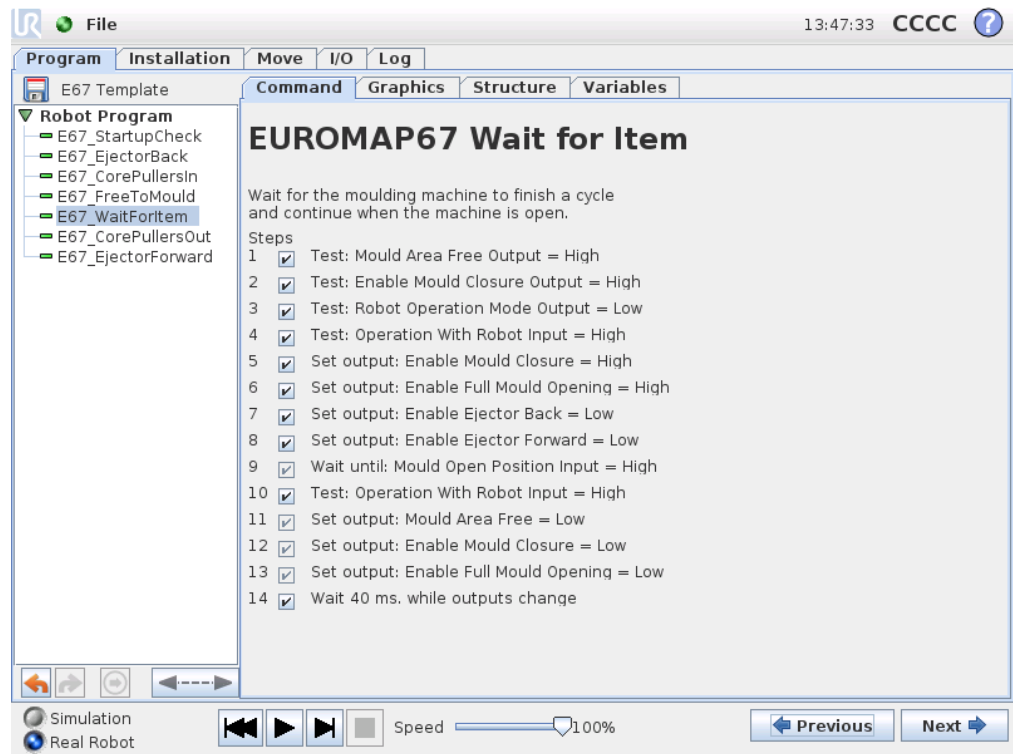 UR File 13:47:33 CCCC ?
Program Installation Move I/O Log
E67 Template Command Graphics Structure Variables
Robot Program
E67_StartupCheck
E67_EjectorBack
E67_CorePullersIn
E67_FreeToMould
E67_WaitForItem
E67_CorePullersOut
E67_EjectorForward
EUROMAP67 Wait for Item
Wait for the moulding machine to finish a cycle
and continue when the machine is open.
Steps
1 Test: Mould Area Free Output = High
2 Test: Enable Mould Closure Output = High
3 Test: Robot Operation Mode Output = Low
4 Test: Operation With Robot Input = High
5 Set output: Enable Mould Closure = High
6 Set output: Enable Full Mould Opening = High
7 Set output: Enable Ejector Back = Low
8 Set output: Enable Ejector Forward = Low
9 Wait until: Mould Open Position Input = High
10 Test: Operation With Robot Input = High
11 Set output: Mould Area Free = Low
12 Set output: Enable Mould Closure = Low
13 Set output: Enable Full Mould Opening = Low
14 Wait 40 ms. while outputs change
Simulation
Real Robot
Speed 100%
Previous Next